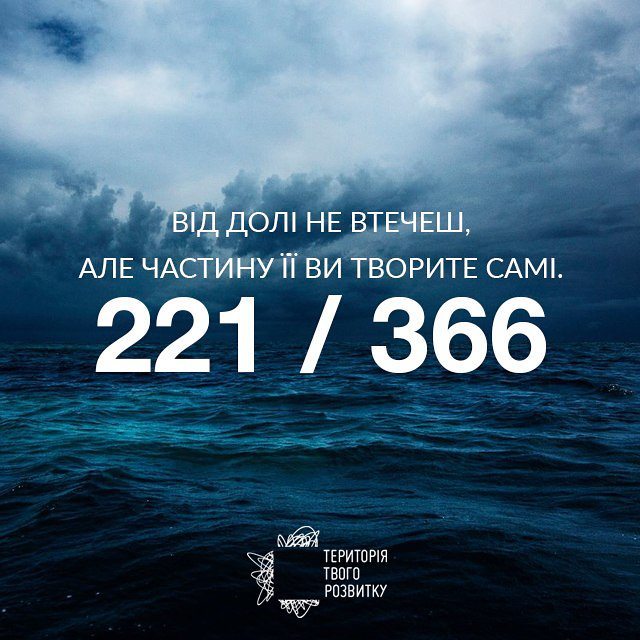 ВІД ДОЛІ НЕ ВТЕЧЕШ,
АЛЕ ЧАСТИНУ ЇЇ ВИ ТВОРИТЕ САМІ.
221 / 366
ТЕРИТОРІЯ
ТВОГО
РОЗВИТКУ